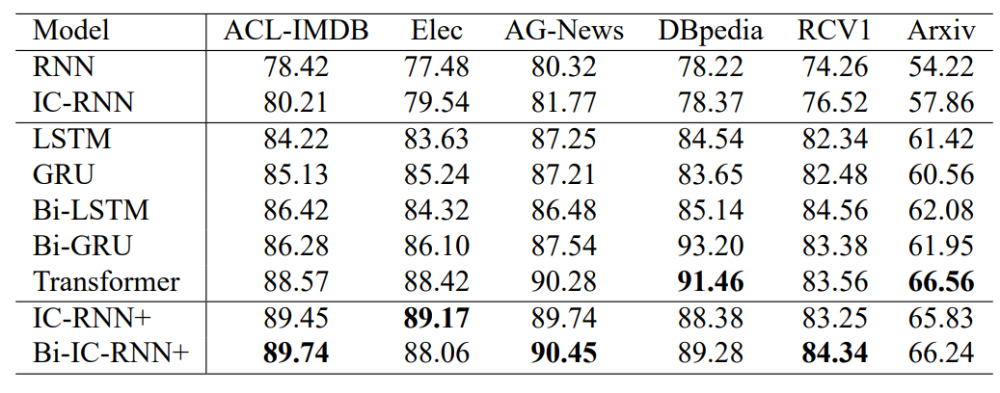 Model ACL-IMDB Elec AG-News DBpedia RCV1 Arxiv
RNN 78.42 77.48 80.32 78.22 74.26 54.22
IC-RNN 80.21 79.54 81.77 78.37 76.52 57.86
LSTM 84.22 83.63 87.25 84.54 82.34 61.42
GRU 85.13 85.24 87.21 83.65 82.48 60.56
Bi-LSTM 86.42 84.32 86.48 85.14 84.56 62.08
Bi-GRU 86.28 86.10 87.54 93.20 83.38 61.95
Transformer 88.57 88.42 90.28 91.46 83.56 66.56
IC-RNN+ 89.45 89.17 89.74 88.38 83.25 65.83
Bi-IC-RNN+ 89.74 88.06 90.45 89.28 84.34 66.24